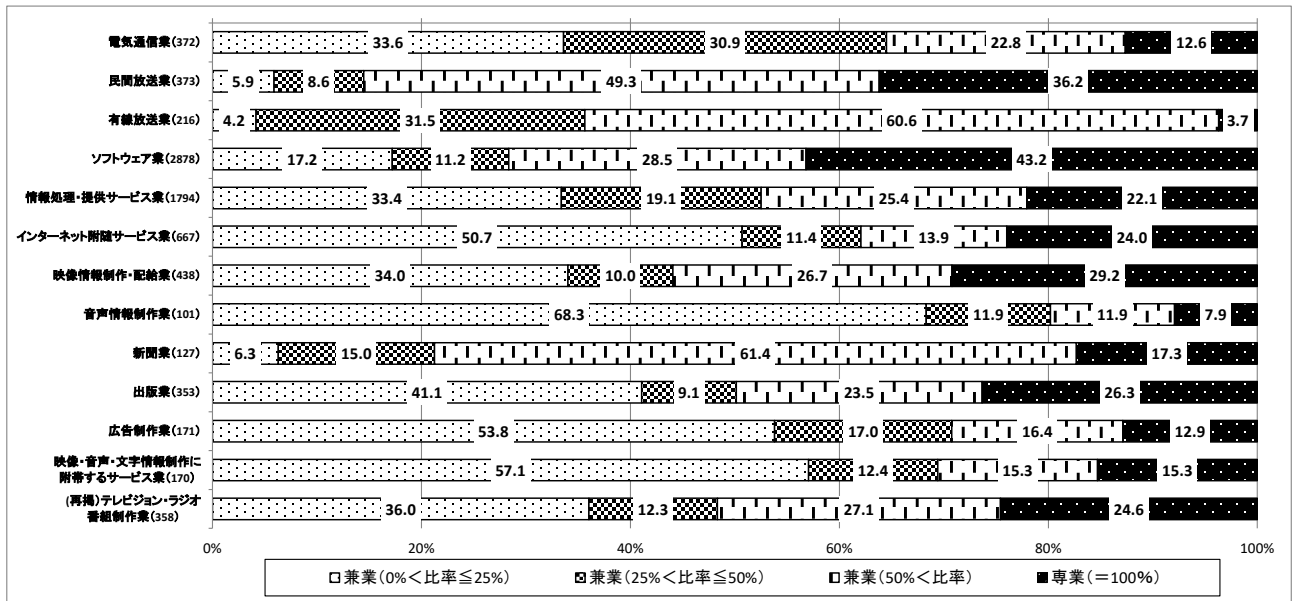 電気通信業(372) 33.6 30.9 22.8 12.6
民間放送業(373) 5.9 8.6 49.3 36.2
有線放送業(216) 4.2 31.5 60.6 3.7
ソフトウェア業(2878) 17.2 11.2 28.5 43.2
情報処理・提供サービス業(1794) 33.4 19.1 25.4 22.1
インターネット附随サービス業(667) 50.7 11.4 13.9 24.0
映像情報制作・配給業(438) 34.0 10.0 26.7 29.2
音声情報制作業(101) 68.3 11.9 11.9 7.9
新聞業(127) 6.3 15.0 61.4 17.3
出版業(353) 41.1 9.1 23.5 26.3
広告制作業(171) 53.8 17.0 16.4 12.9
映像・音声・文字情報制作に
附帯するサービス業(170) 57.1 12.4 15.3 15.3
(再掲)テレビジョン・ラジオ
番組制作業(358) 36.0 12.3 27.1 24.6
0% 20% 40% 60% 80% 100%
兼業(0%<比率≦25%) 兼業(25%<比率≦50%) 兼業(50%<比率) 専業(=100%)